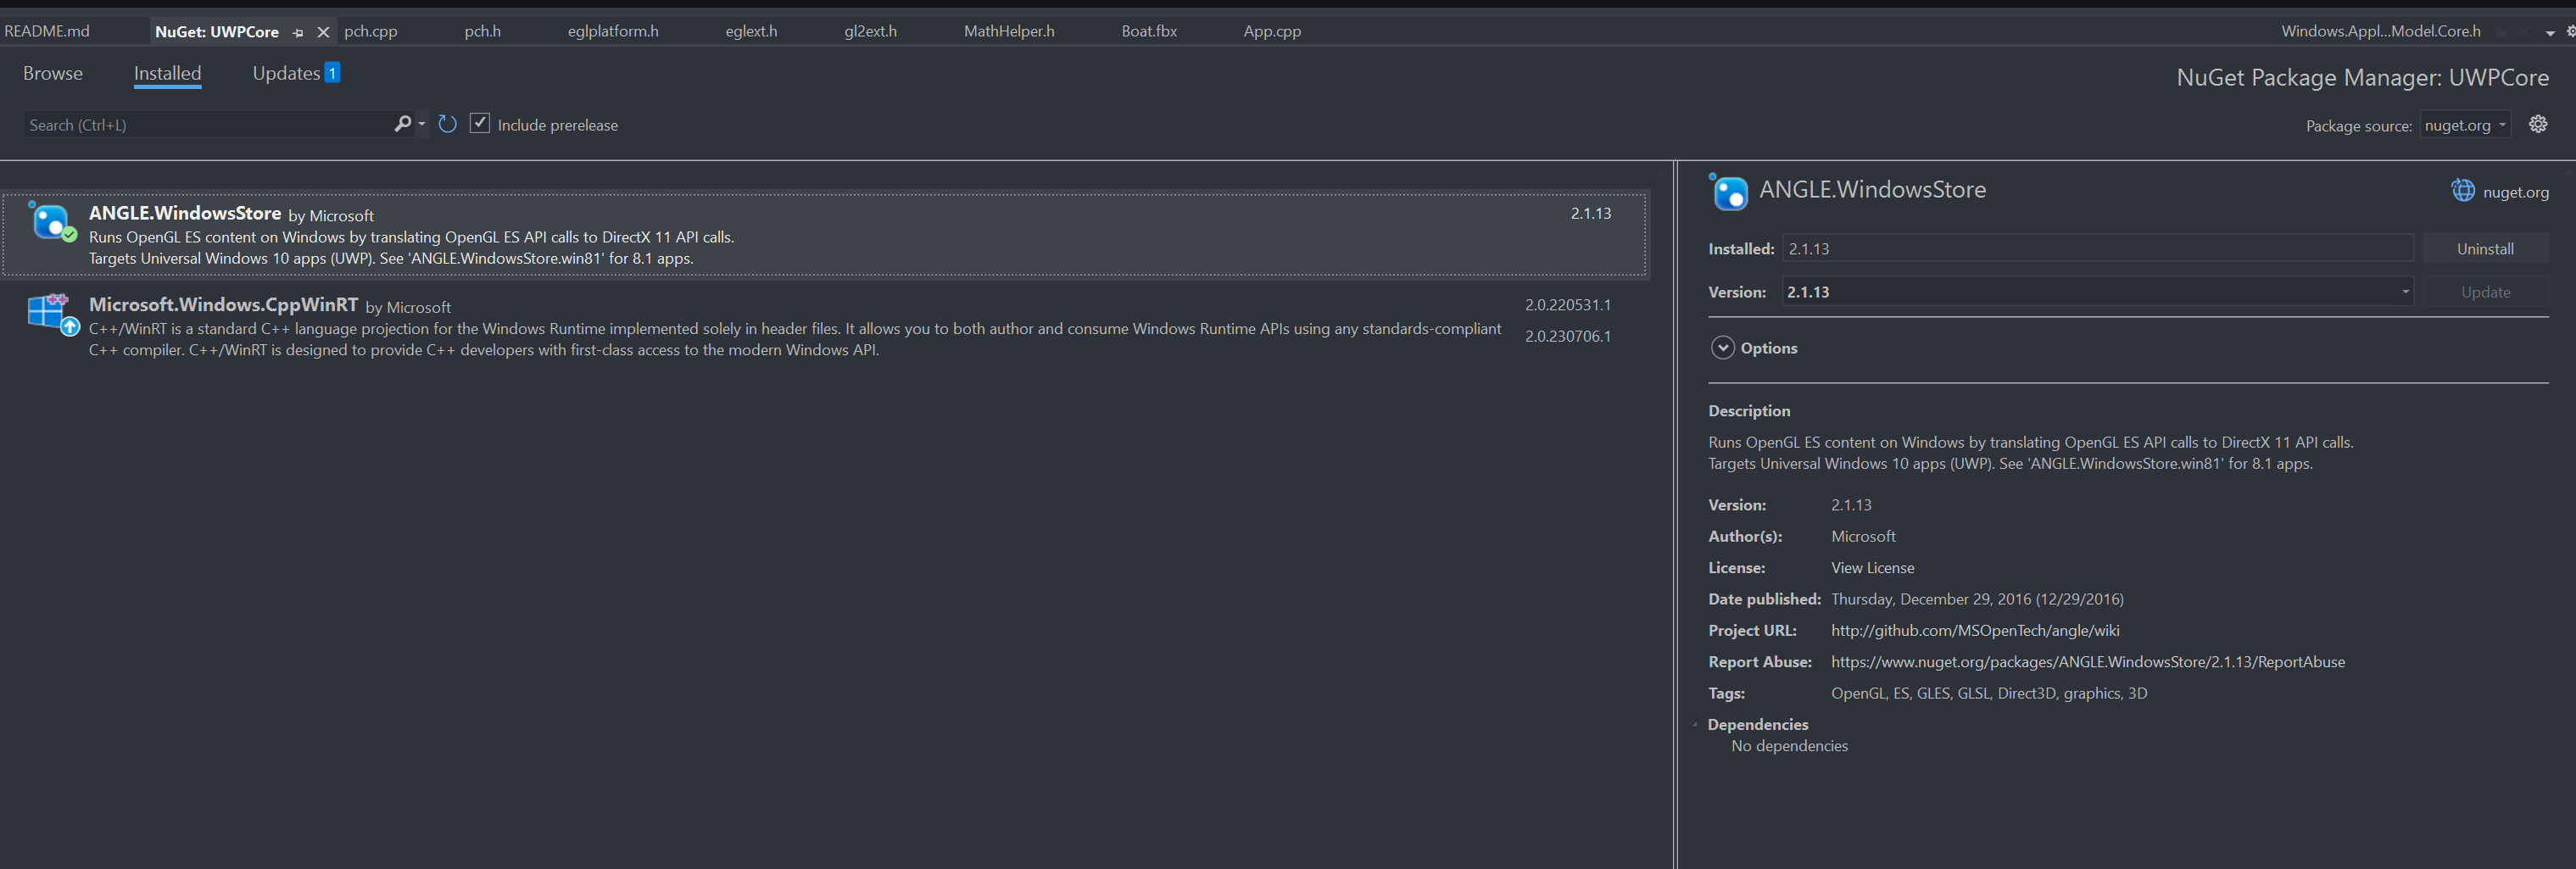 README.md
NuGet: UWPCore
pch.cpp
pch.h
eglplatform.h
eglext.h
gl2ext.h
MathHelper.h
Boat.fbx
App.cpp
Windows.Appl...Model.Core.h
Browse
Installed
Updates 1
NuGet Package Manager: UWPCore
Search (Ctrl+L)
Include prerelease
Package source: nuget.org
ANGLE.WindowsStore by Microsoft
2.1.13
Runs OpenGL ES content on Windows by translating OpenGL ES API calls to DirectX 11 API calls.
Targets Universal Windows 10 apps (UWP). See 'ANGLE.WindowsStore.win81' for 8.1 apps.
Microsoft.Windows.CppWinRT by Microsoft
2.0.220531.1
C++/WinRT is a standard C++ language projection for the Windows Runtime implemented solely in header files. It allows you to both author and consume Windows Runtime APIs using any standards-compliant
2.0.230706.1
C++ compiler. C++/WinRT is designed to provide C++ developers with first-class access to the modern Windows API.
ANGLE.WindowsStore
nuget.org
Installed: 2.1.13
Uninstall
Version: 2.1.13
Update
Options
Description
Runs OpenGL ES content on Windows by translating OpenGL ES API calls to DirectX 11 API calls.
Targets Universal Windows 10 apps (UWP). See 'ANGLE.WindowsStore.win81' for 8.1 apps.
Version: 2.1.13
Author(s): Microsoft
License: View License
Date published: Thursday, December 29, 2016 (12/29/2016)
Project URL: http://github.com/MSOpenTech/angle/wiki
Report Abuse: https://www.nuget.org/packages/ANGLE.WindowsStore/2.1.13/ReportAbuse
Tags: OpenGL, ES, GLES, GLSL, Direct3D, graphics, 3D
Dependencies
No dependencies